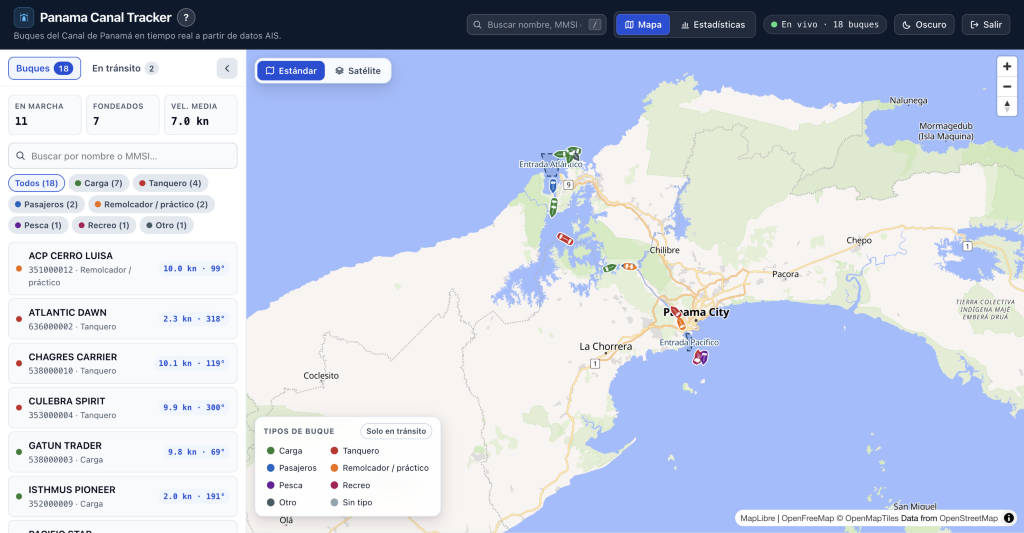 Panama Canal Tracker ?
Buques del Canal de Panamá en tiempo real a partir de datos AIS.
Buscar nombre, MMSI /
Mapa
Estadísticas
En vivo · 18 buques
Oscuro
Salir
Buques 18
En tránsito 2
EN MARCHA
11
FONDEADOS
7
VEL. MEDIA
7.0 kn
Buscar por nombre o MMSI...
Todos (18)
Carga (7)
Tanquero (4)
Pasajeros (2)
Remolcador / práctico (2)
Pesca (1)
Recreo (1)
Otro (1)
ACP CERRO LUISA
351000012 · Remolcador /
práctico
10.0 kn · 99°
ATLANTIC DAWN
636000002 · Tanquero
2.3 kn · 318°
CHAGRES CARRIER
538000010 · Tanquero
10.1 kn · 119°
CULEBRA SPIRIT
353000004 · Tanquero
9.9 kn · 300°
GATUN TRADER
538000003 · Carga
9.8 kn · 69°
ISTHMUS PIONEER
352000009 · Carga
2.0 kn · 191°
PACIFIC STAR
Estándar
Satélite
Nalunega
Mormagedub
(Isla Maquina)
Entrada Atlántico
9
Chilibre
Chepo
1
Pacora
Panama City
Entrada Pacífico
La Chorrera
1
Coclesito
TIERRA COLECTIVA
INDÍGENA MAJÉ
EMBERÁ DRUÁ
San Miguel
Olá
TIPOS DE BUQUE
Solo en tránsito
Carga
Tanquero
Pasajeros
Remolcador / práctico
Pesca
Recreo
Otro
Sin tipo
MapLibre | OpenFreeMap © OpenMapTiles Data from OpenStreetMap